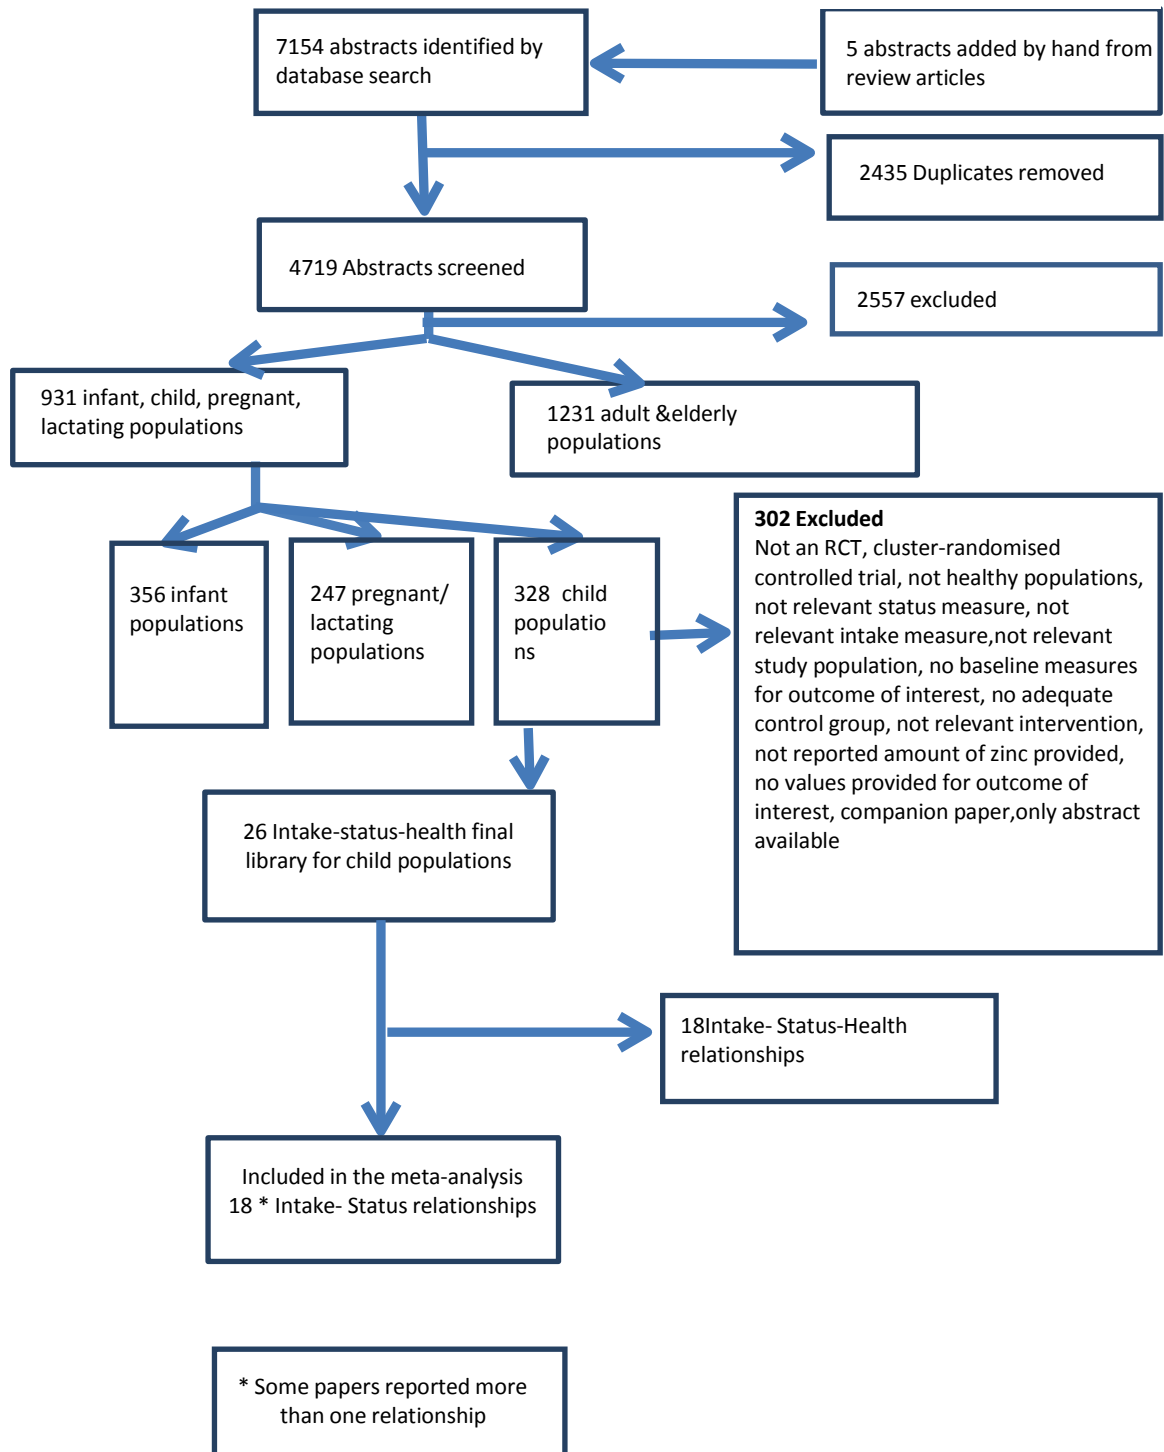 7154 abstracts identified by
database search
5 abstracts added by hand from
review articles
2435 Duplicates removed
4719 Abstracts screened
2557 excluded
931 infant, child, pregnant,
lactating populations
1231 adult &elderly
populations
356 infant
populations
247 pregnant/
lactating
populations
328 child
populatio
ns
302 Excluded
Not an RCT, cluster-randomised
controlled trial, not healthy populations,
not relevant status measure, not
relevant intake measure,not relevant
study population, no baseline measures
for outcome of interest, no adequate
control group, not relevant intervention,
not reported amount of zinc provided,
no values provided for outcome of
interest, companion paper,only abstract
available
26 Intake-status-health final
library for child populations
18Intake- Status-Health
relationships
Included in the meta-analysis
18 * Intake- Status relationships
* Some papers reported more
than one relationship